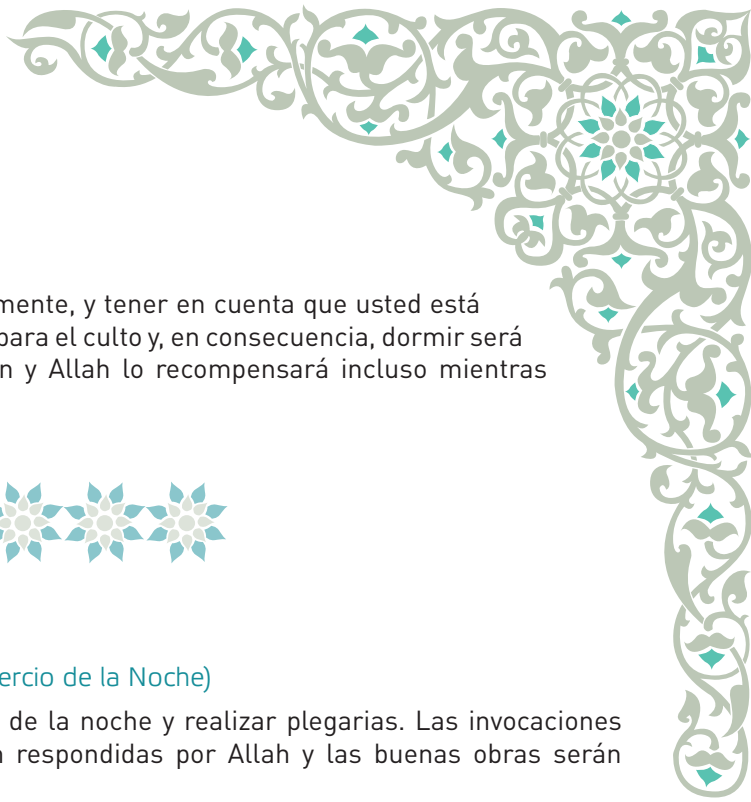 mente, y tener en cuenta que usted está
para el culto y, en consecuencia, dormir será
n y Allah lo recompensará incluso mientras
ercio de la Noche)
de la noche y realizar plegarias. Las invocaciones
n respondidas por Allah y las buenas obras serán